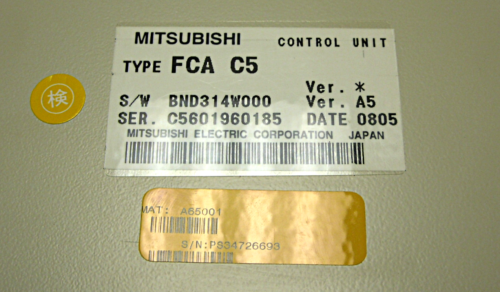 MITSUBISHI CONTROL UNIT
TYPE FCA C5
Ver. *
S/W BND314W000 Ver. A5
SER. C5601960185 DATE 0805
MITSUBISHI ELECTRIC CORPORATION JAPAN
検
MAT: A65001
S/N:PS34726693